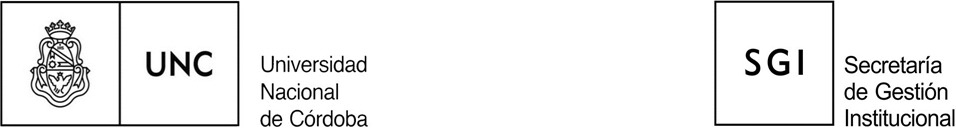 UNC
Universidad
Nacional
de Córdoba
SGI
Secretaría
de Gestión
Institucional